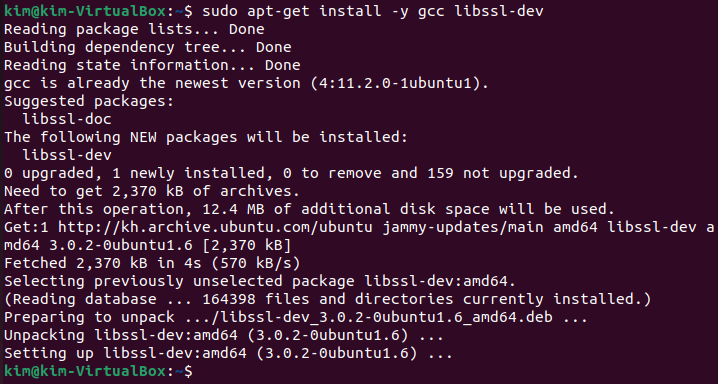 kim@kim-VirtualBox:~$ sudo apt-get install -y gcc libssl-dev
Reading package lists... Done
Building dependency tree... Done
Reading state information... Done
gcc is already the newest version (4:11.2.0-1ubuntu1).
Suggested packages:
  libssl-doc
The following NEW packages will be installed:
  libssl-dev
0 upgraded, 1 newly installed, 0 to remove and 159 not upgraded.
Need to get 2,370 kB of archives.
After this operation, 12.4 MB of additional disk space will be used.
Get:1 http://kh.archive.ubuntu.com/ubuntu jammy-updates/main amd64 libssl-dev a
md64 3.0.2-0ubuntu1.6 [2,370 kB]
Fetched 2,370 kB in 4s (570 kB/s)
Selecting previously unselected package libssl-dev:amd64.
(Reading database ... 164398 files and directories currently installed.)
Preparing to unpack .../libssl-dev_3.0.2-0ubuntu1.6_amd64.deb ...
Unpacking libssl-dev:amd64 (3.0.2-0ubuntu1.6) ...
Setting up libssl-dev:amd64 (3.0.2-0ubuntu1.6) ...
kim@kim-VirtualBox:~$